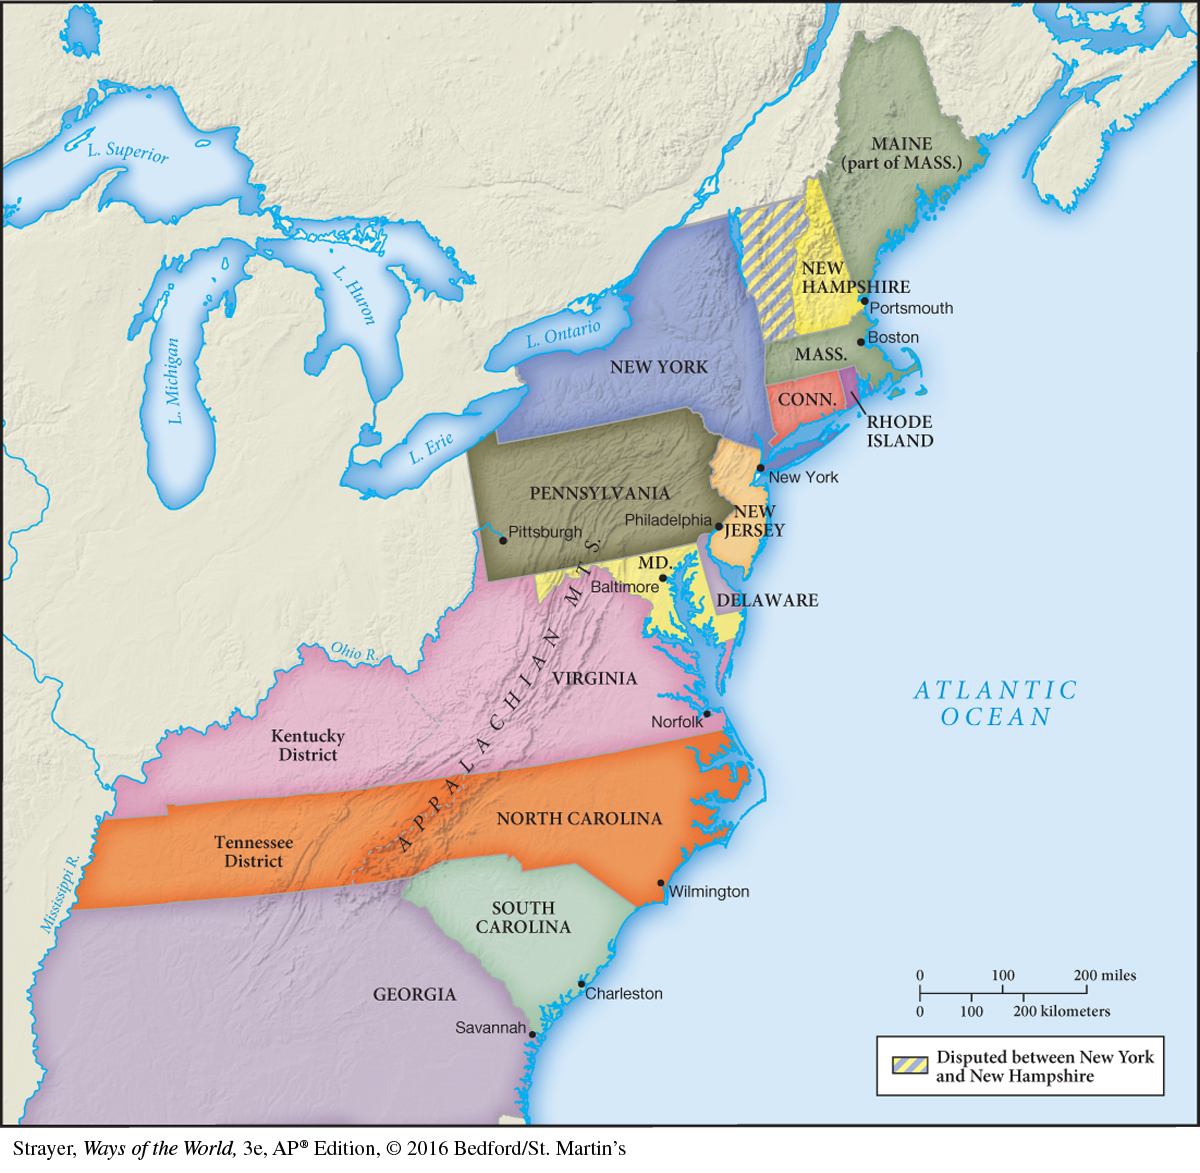 L. Superior
MAINE
(part of MASS.)
L. Huron
NEW
HAMPSHIRE
Portsmouth
L. Ontario
Boston
L. Michigan
MASS.
NEW YORK
CONN.
RHODE
ISLAND
L. Erie
New York
PENNSYLVANIA
Philadelphia
NEW
JERSEY
Pittsburgh
MD.
Baltimore
DELAWARE
APPALACHIAN MTS.
Ohio R.
VIRGINIA
ATLANTIC
OCEAN
Norfolk
Kentucky
District
NORTH CAROLINA
Tennessee
District
Mississippi R.
Wilmington
SOUTH
CAROLINA
GEORGIA
Charleston
Savannah
0 100 200 miles
0 100 200 kilometers
Disputed between New York
and New Hampshire
Strayer, Ways of the World, 3e, AP® Edition, © 2016 Bedford/St. Martin’s